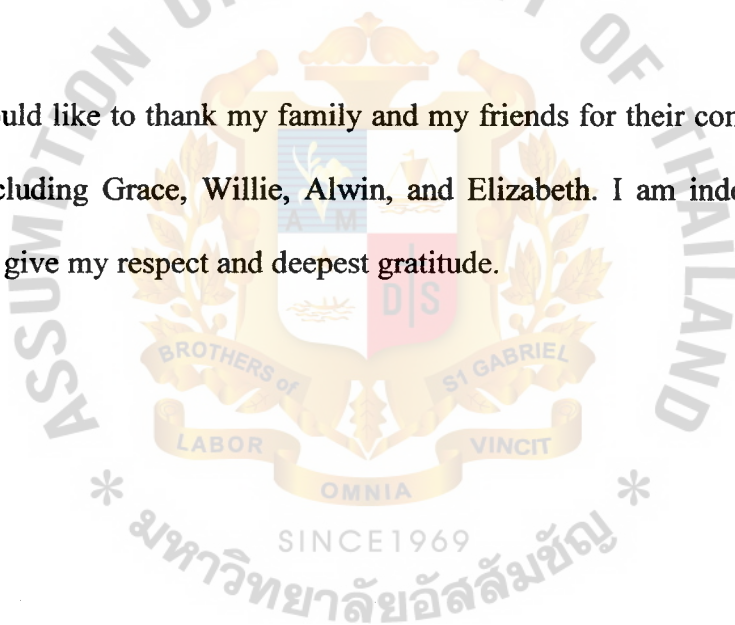 uld like to thank my family and my friends for their con
cluding Grace, Willie, Alwin, and Elizabeth. I am inde
give my respect and deepest gratitude.
ASSUMPTION THAILAND
A M
D S
BROTHERS of ST GABRIEL
LABOR VINCIT
OMNIA
SINCE1969
* มหาวิทยาลัยอัสสัมชัญ *